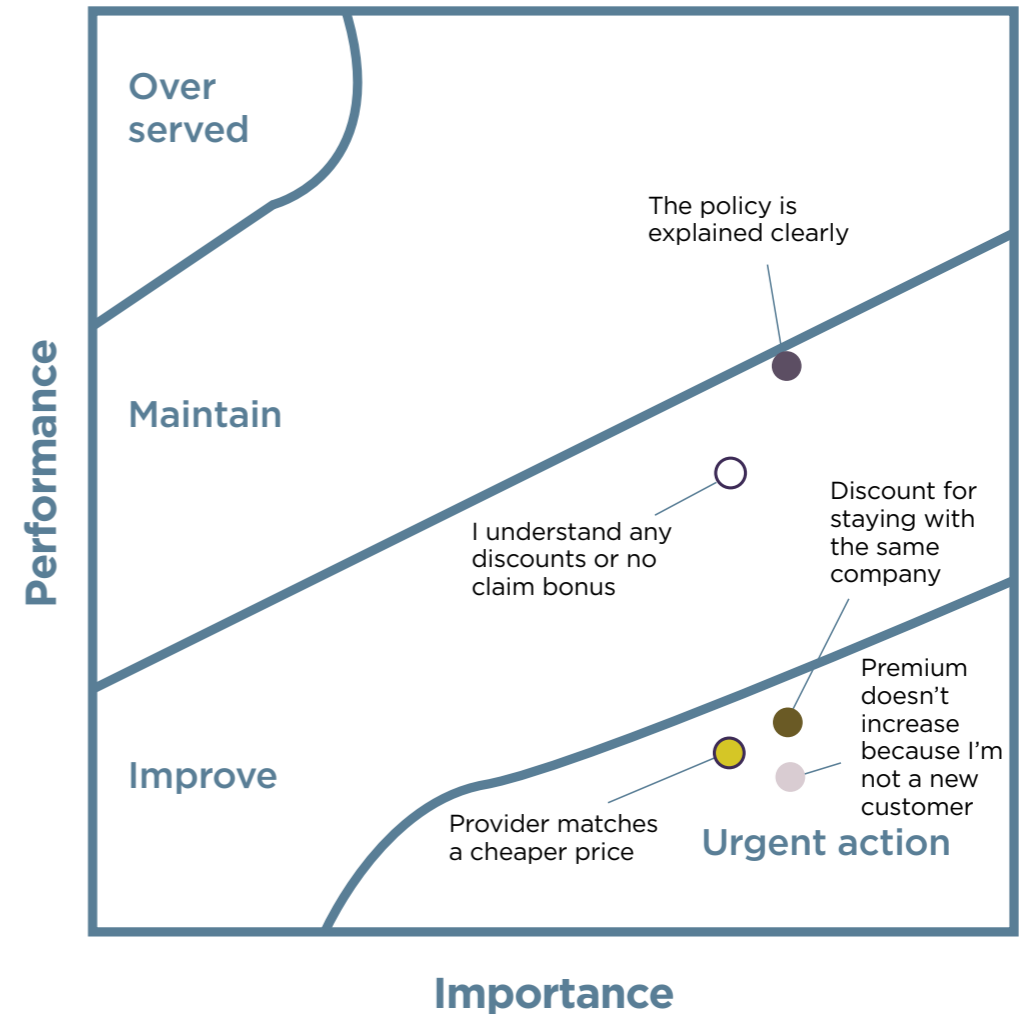 Over
served
The policy is
explained clearly
Performance
Maintain
Discount for
staying with
the same
company
I understand any
discounts or no
claim bonus
Premium
doesn't
increase
because I'm
not a new
customer
Improve
Provider matches
a cheaper price
Urgent action
Importance